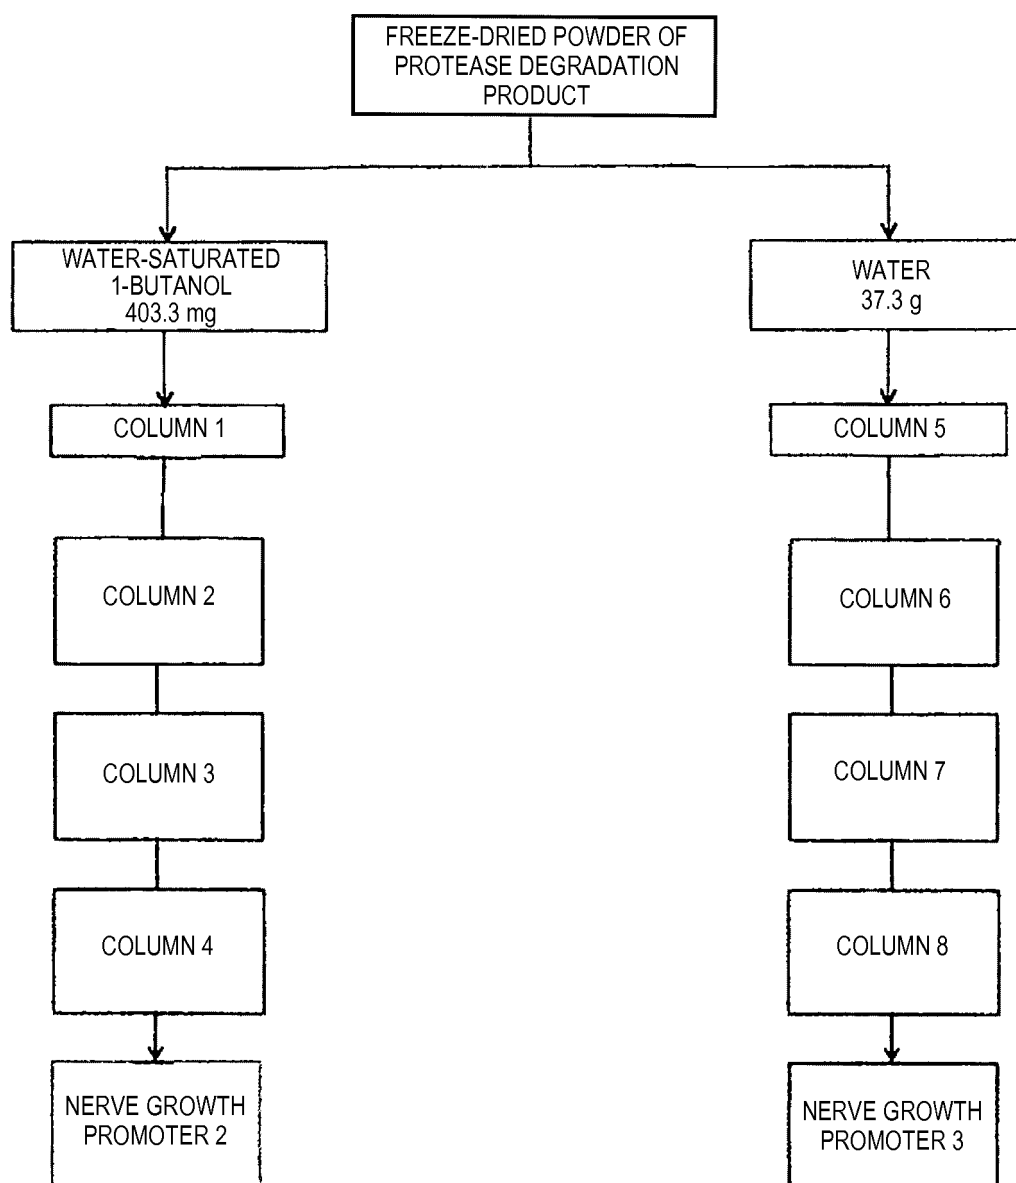 FREEZE-DRIED POWDER OF
PROTEASE DEGRADATION
PRODUCT
WATER-SATURATED
1-BUTANOL
403.3 mg
COLUMN 1
COLUMN 2
COLUMN 3
COLUMN 4
NERVE GROWTH
PROMOTER 2
WATER
37.3 g
COLUMN 5
COLUMN 6
COLUMN 7
COLUMN 8
NERVE GROWTH
PROMOTER 3